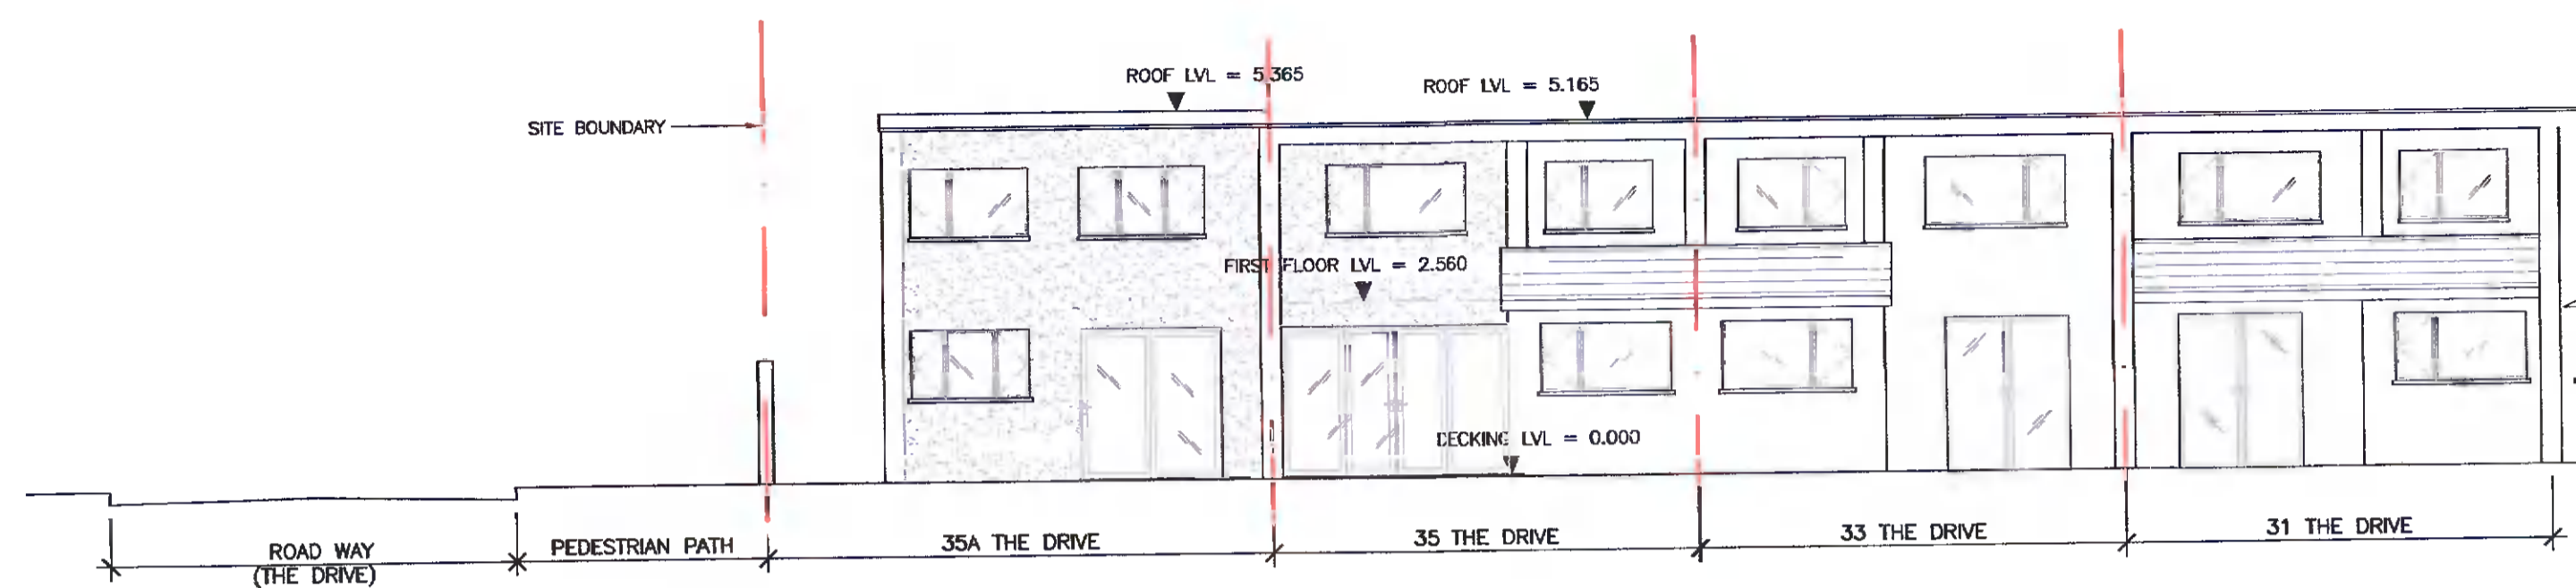 ROOF LVL = 5.365
ROOF LVL = 5.165
SITE BOUNDARY
FIRST FLOOR LVL = 2.560
DECKING LVL = 0.000
ROAD WAY
(THE DRIVE)
PEDESTRIAN PATH
35A THE DRIVE
35 THE DRIVE
33 THE DRIVE
31 THE DRIVE